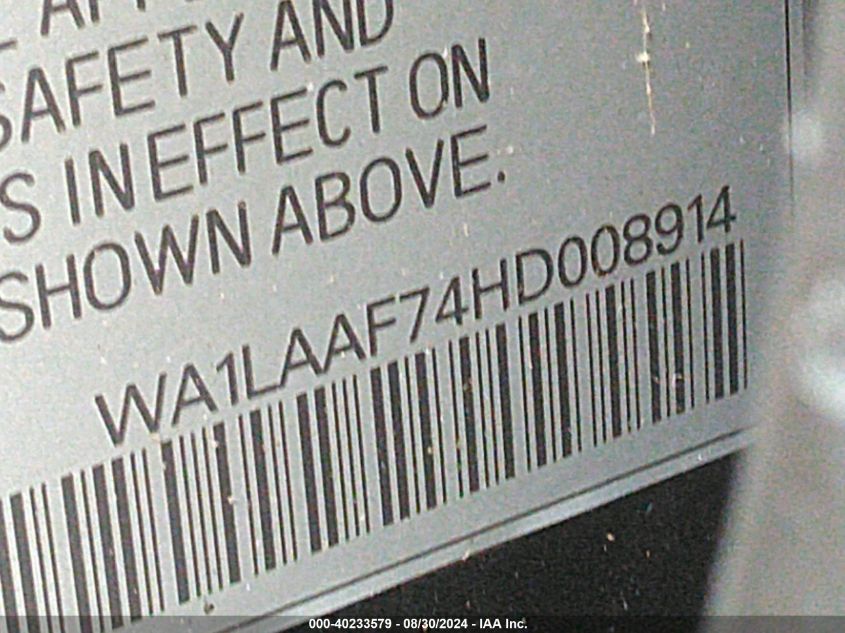 SAFETY AND
S IN EFFECT ON
SHOWN ABOVE.
WA1LAAF74HD008914
000-40233579 - 08/30/2024 - IAA Inc.